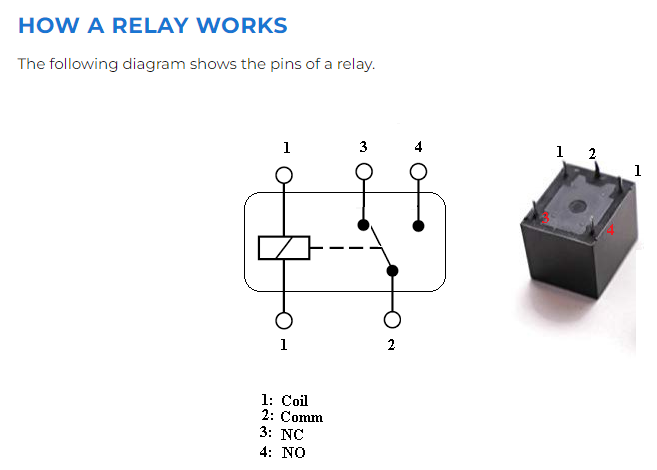 HOW A RELAY WORKS
The following diagram shows the pins of a relay.
1 3 4
1 2 1
3 4
1 2
1: Coil
2: Comm
3: NC
4: NO